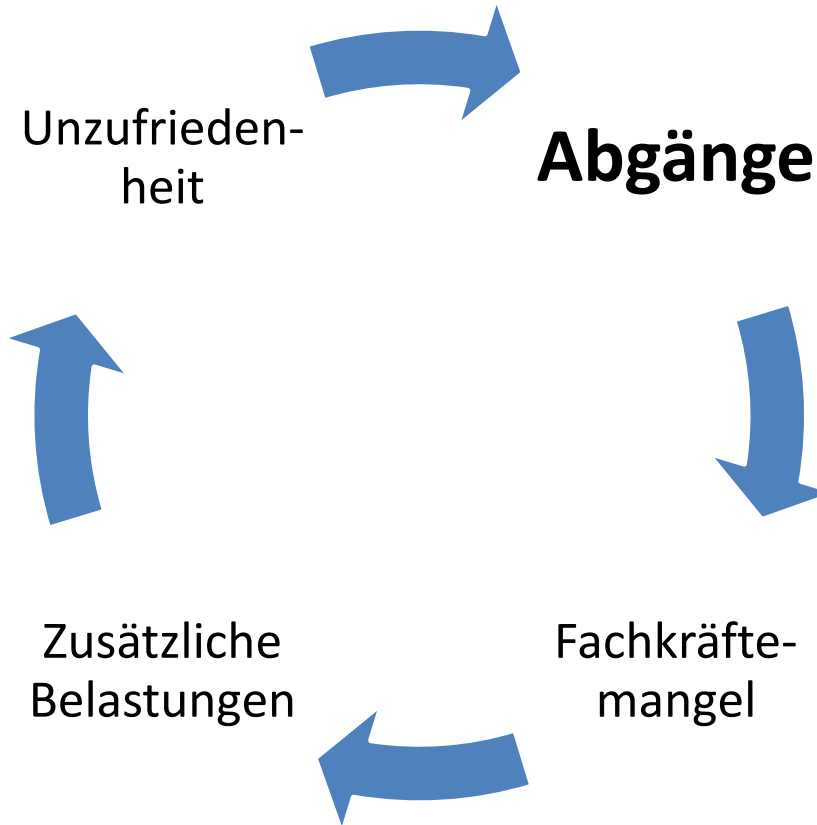 Unzufrieden-
heit
Abgänge
Zusätzliche
Belastungen
Fachkräfte-
mangel